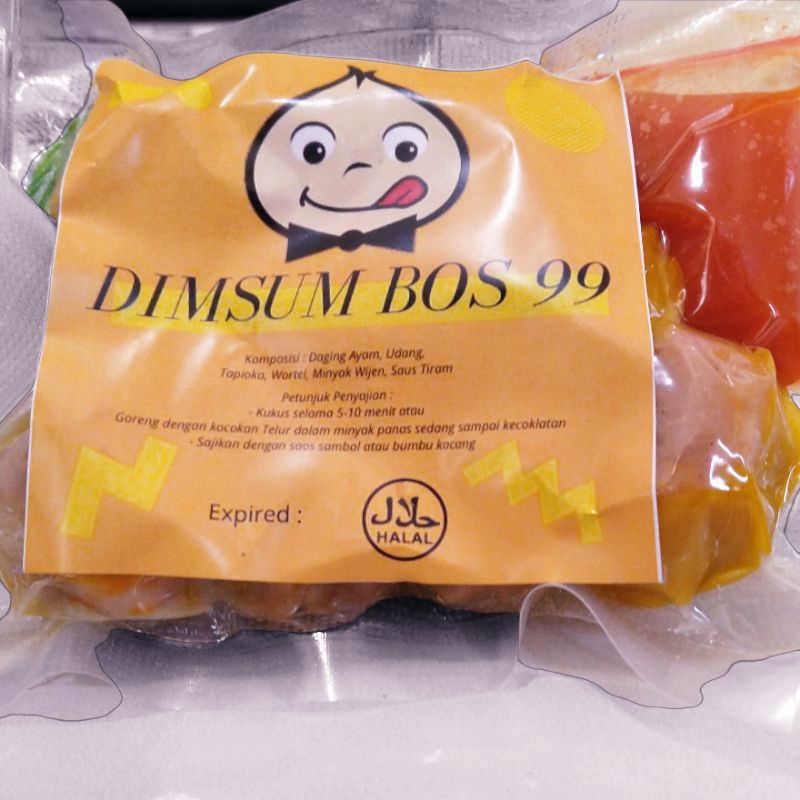 DIMSUM BOS 99
Komposisi : Daging Ayam, Udang,
Tapioka, Wortel, Minyak Wijen, Saus Tiram
Petunjuk Penyajian :
- Kukus selama 5-10 menit atau
Goreng dengan kocokan Telur dalam minyak panas sedang sampai kecoklatan
- Sajikan dengan saos sambal atau bumbu kacang
Expired :
حلال
HALAL